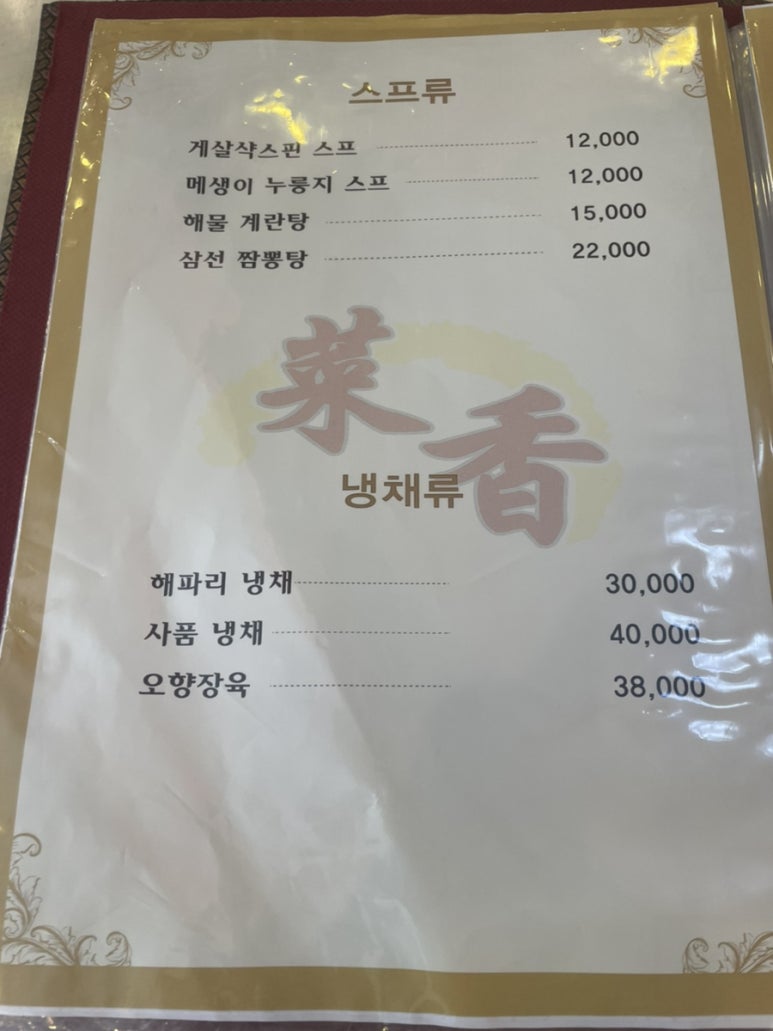 스프류
게살샥스핀 스프 12,000
메생이 누룽지 스프 12,000
해물 계란탕 15,000
삼선 짬뽕탕 22,000
菜香
냉채류
해파리 냉채 30,000
사품 냉채 40,000
오향장육 38,000